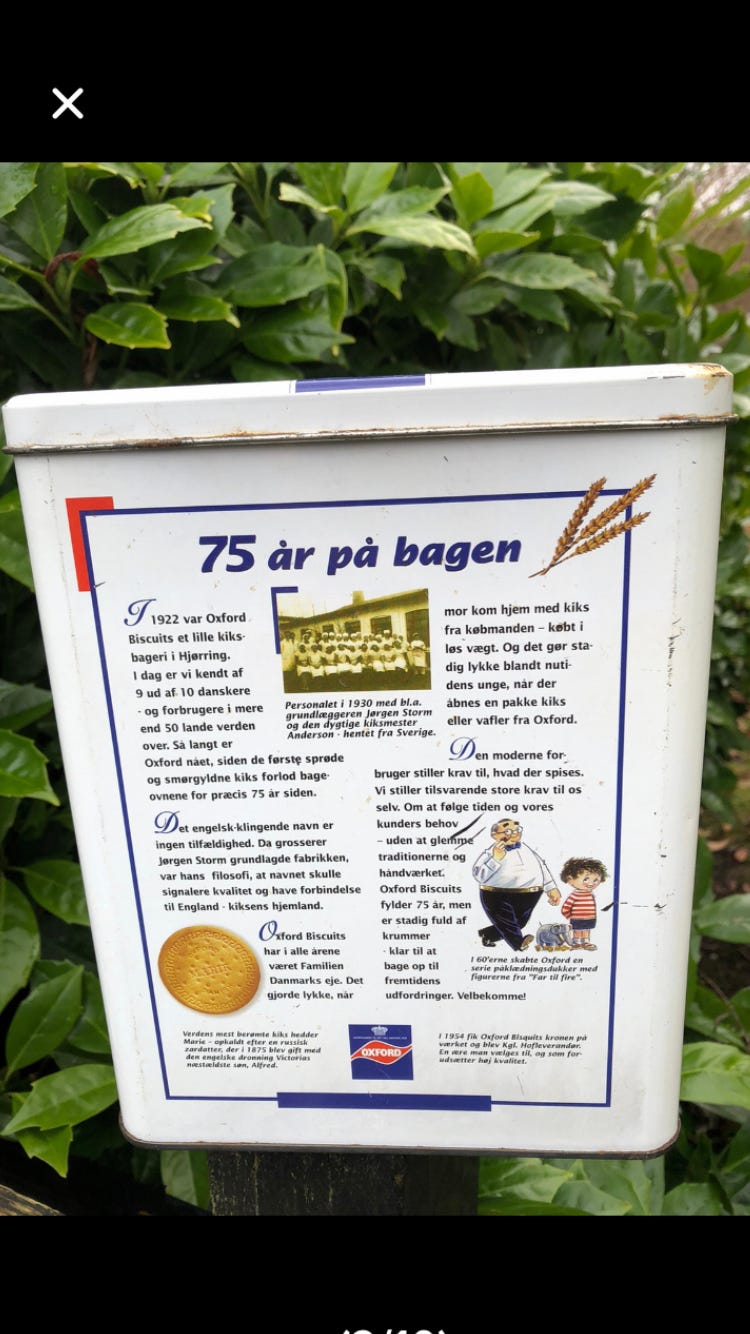 75 år på bagen
I 1922 var Oxford
Biscuits et lille kiks-
bageri i Hjørring.
I dag er vi kendt af
9 ud af 10 danskere
- og forbrugere i mere
end 50 lande verden
over. Så langt er
Oxford nået, siden de første sprøde
og smørgyldne kiks forlod bage-
ovnene for præcis 75 år siden.
Det engelsk-klingende navn er
ingen tilfældighed. Da grosserer
Jørgen Storm grundlagde fabrikken,
var hans filosofi, at navnet skulle
signalere kvalitet og have forbindelse
til England - kiksens hjemland.
Oxford Biscuits
har i alle årene
været Familien
Danmarks eje. Det
gjorde lykke, når
Personalet i 1930 med bl.a.
grundlæggeren Jørgen Storm
og den dygtige kiksmester
Anderson - hentet fra Sverige.
mor kom hjem med kiks
fra købmanden – købt i
løs vægt. Og det gør sta-
dig lykke blandt nuti-
dens unge, når der
åbnes en pakke kiks
eller vafler fra Oxford.
Den moderne for-
bruger stiller krav til, hvad der spises.
Vi stiller tilsvarende store krav til os
selv. Om at følge tiden og vores
kunders behov
– uden at glemme
traditionerne og
håndværket.
Oxford Biscuits
fylder 75 år, men
er stadig fuld af
krummer
- klar til at
bage op til
fremtidens
udfordringer. Velbekomme!
I 60'erne skabte Oxford en
serie påklædningsdukker med
figurerne fra "Far til fire".
MARIE
Verdens mest berømte kiks hedder
Marie - opkaldt efter en russisk
zardatter, der i 1875 blev gift med
den engelske dronning Victorias
næstældste søn, Alfred.
OXFORD
I 1954 fik Oxford Bisquits kronen på
værket og blev Kgl. Hofleverandør.
En ære man vælges til, og som for-
udsætter høj kvalitet.